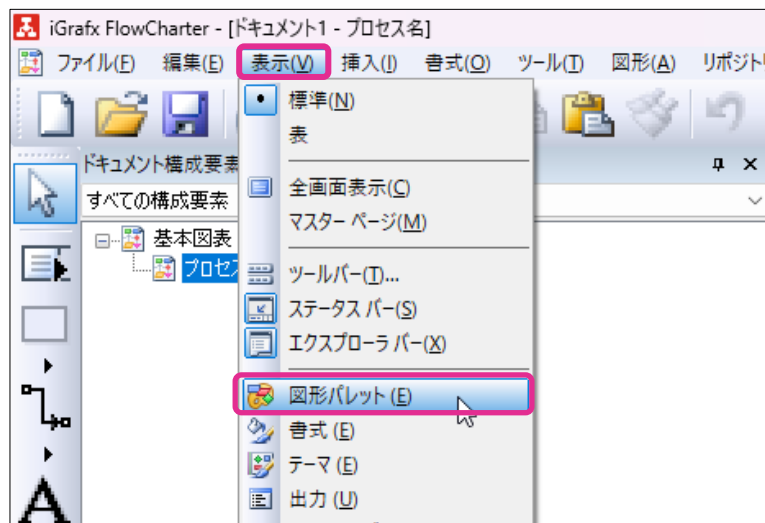 iGrafx FlowCharter - [ドキュメント1 - プロセス名]
ファイル(F) 編集(E) 表示(V) 挿入(I) 書式(O) ツール(T) 図形(A) リポジトリ
標準(N)
表
ドキュメント構成要素
すべての構成要素
全画面表示(C)
マスター ページ(M)
基本図表
プロセス
ツールバー(T)...
ステータス バー(S)
エクスプローラ バー(X)
図形パレット (E)
書式 (E)
テーマ (E)
出力 (U)
A